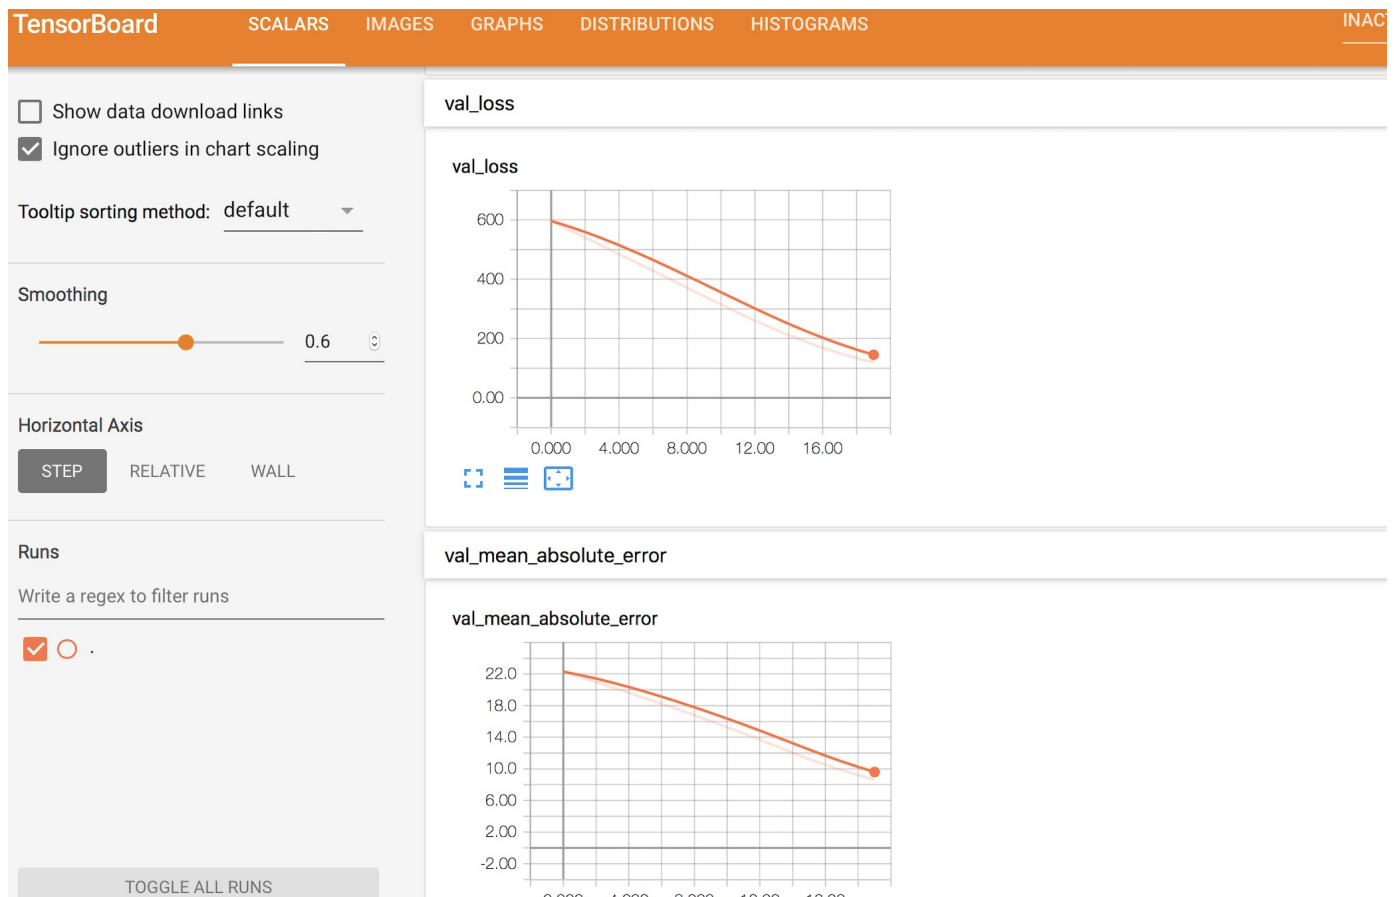 TensorBoard SCALARS IMAGES GRAPHS DISTRIBUTIONS HISTOGRAMS
Show data download links
Ignore outliers in chart scaling
Tooltip sorting method: default
Smoothing
0.6
Horizontal Axis
STEP RELATIVE WALL
Runs
Write a regex to filter runs
.
TOGGLE ALL RUNS
val_loss
val_loss
600
400
200
0.00
0.000 4.000 8.000 12.00 16.00
val_mean_absolute_error
val_mean_absolute_error
22.0
18.0
14.0
10.0
6.00
2.00
-2.00